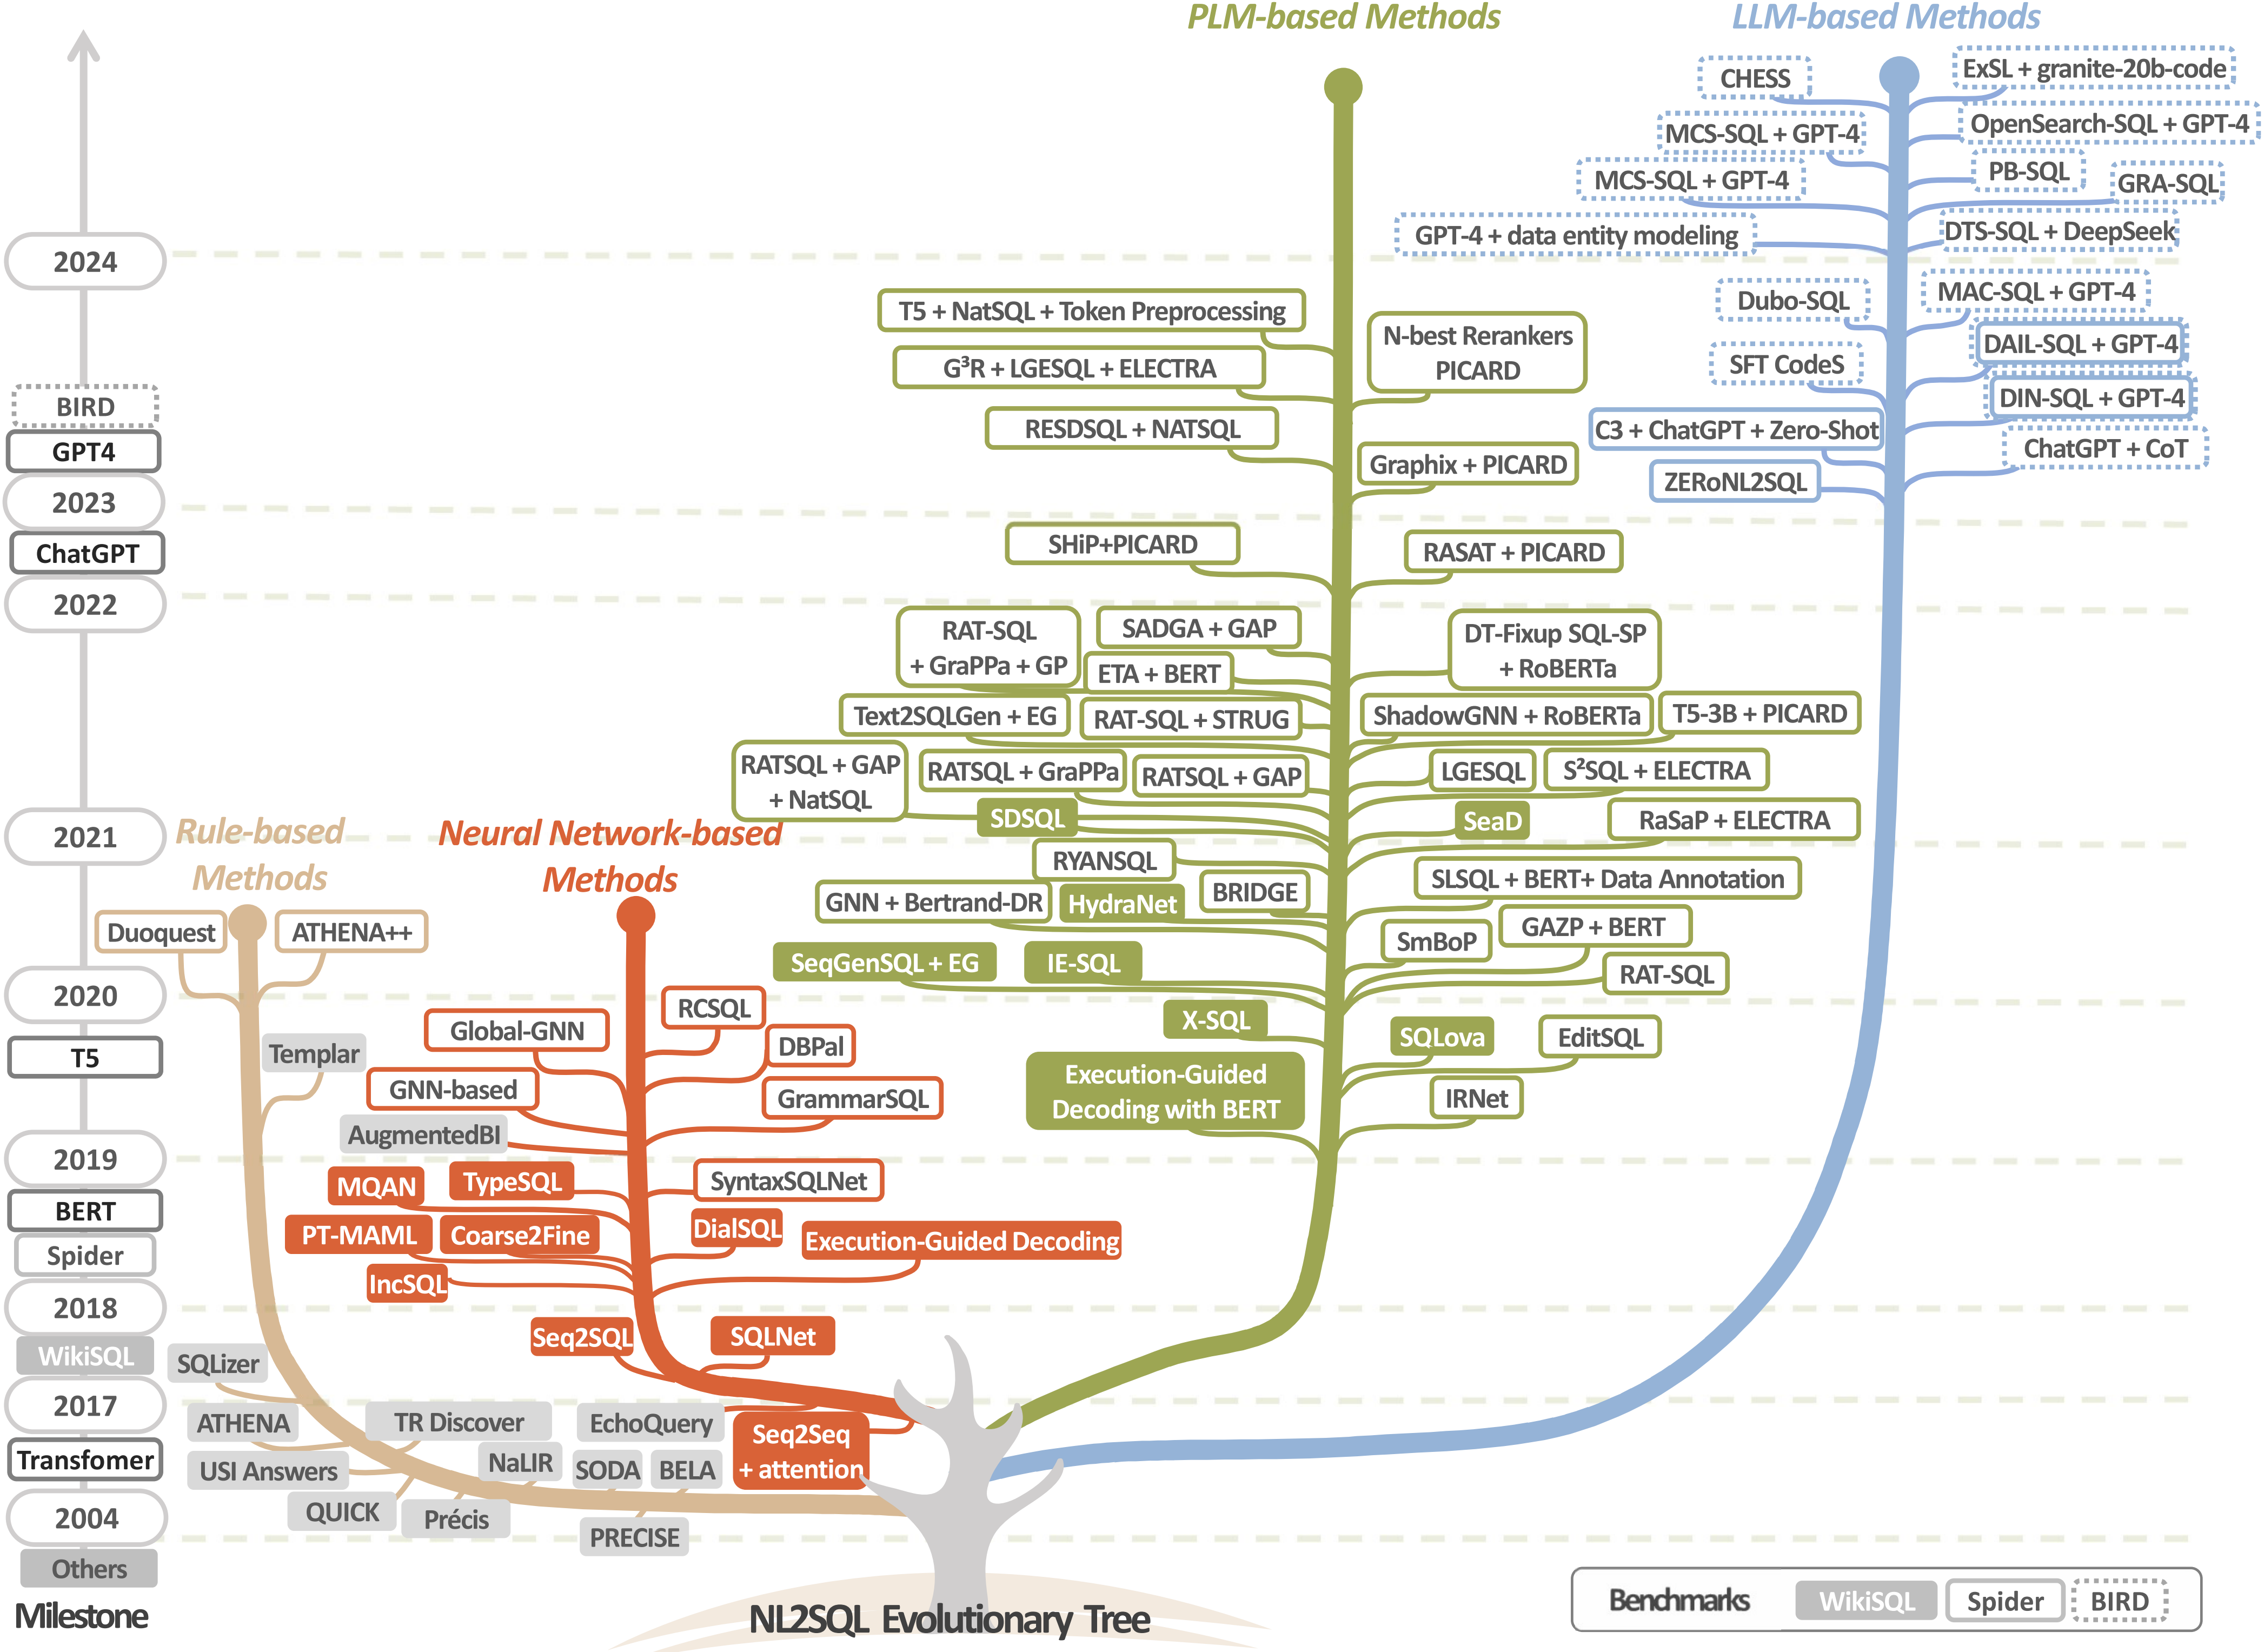 PLM-based Methods
LLM-based Methods
CHESS
ExSL + granite-20b-code
MCS-SQL + GPT-4
OpenSearch-SQL + GPT-4
MCS-SQL + GPT-4
PB-SQL
GRA-SQL
GPT-4 + data entity modeling
DTS-SQL + DeepSeek
2024
T5 + NatSQL + Token Preprocessing
N-best Rerankers
PICARD
Dubo-SQL
MAC-SQL + GPT-4
G³R + LGESQL + ELECTRA
SFT CodeS
DAIL-SQL + GPT-4
BIRD
DIN-SQL + GPT-4
RESDSQL + NATSQL
C3 + ChatGPT + Zero-Shot
GPT4
Graphix + PICARD
ChatGPT + CoT
ZERoNL2SQL
2023
SHiP+PICARD
RASAT + PICARD
ChatGPT
2022
RAT-SQL
+ GraPPa + GP
SADGA + GAP
DT-Fixup SQL-SP
+ RoBERTa
ETA + BERT
Text2SQLGen + EG
RAT-SQL + STRUG
ShadowGNN + RoBERTa
T5-3B + PICARD
RATSQL + GAP
+ NatSQL
RATSQL + GraPPa
RATSQL + GAP
LGESQL
S²SQL + ELECTRA
SDSQL
SeaD
RaSaP + ELECTRA
2021
Rule-based
Methods
Neural Network-based
Methods
RYANSQL
GNN + Bertrand-DR
HydraNet
BRIDGE
SLSQL + BERT+ Data Annotation
Duoquest
ATHENA++
SmBoP
GAZP + BERT
SeqGenSQL + EG
IE-SQL
RAT-SQL
2020
Global-GNN
RCSQL
X-SQL
SQLova
EditSQL
T5
Templar
DBPal
Execution-Guided
Decoding with BERT
GNN-based
GrammarSQL
IRNet
AugmentedBI
2019
MQAN
TypeSQL
SyntaxSQLNet
BERT
PT-MAML
Coarse2Fine
DialSQL
Execution-Guided Decoding
Spider
IncSQL
2018
Seq2SQL
SQLNet
WikiSQL
SQLizer
2017
ATHENA
TR Discover
EchoQuery
Seq2Seq
+ attention
Transfomer
USI Answers
NaLIR
SODA
BELA
QUICK
Précis
2004
PRECISE
Others
Milestone
NL2SQL Evolutionary Tree
Benchmarks
WikiSQL
Spider
BIRD